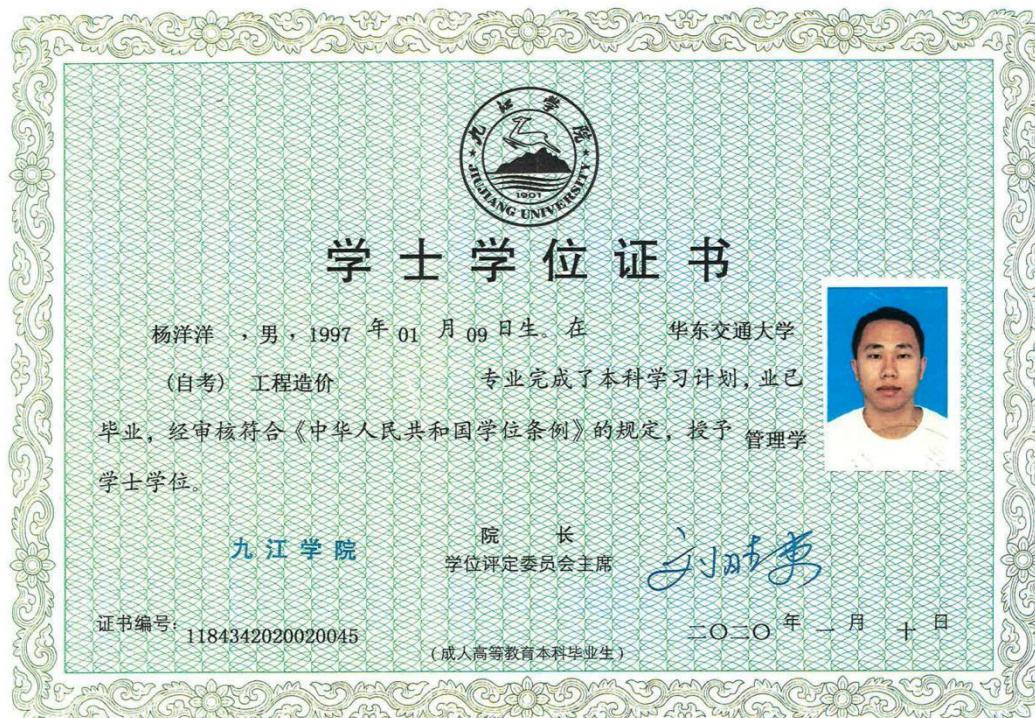 九江学院
1901
JIUJIANG UNIVERSITY
学士学位证书
杨洋洋 ，男，1997 年 01 月 09 日生。在 华东交通大学
(自考) 工程造价 专业完成了本科学习计划，业已
毕业，经审核符合《中华人民共和国学位条例》的规定，授予 管理学
学士学位。
九江学院
院 长
学位评定委员会主席
证书编号：1184342020020045
二〇二〇 年 一 月 十 日
(成人高等教育本科毕业生)